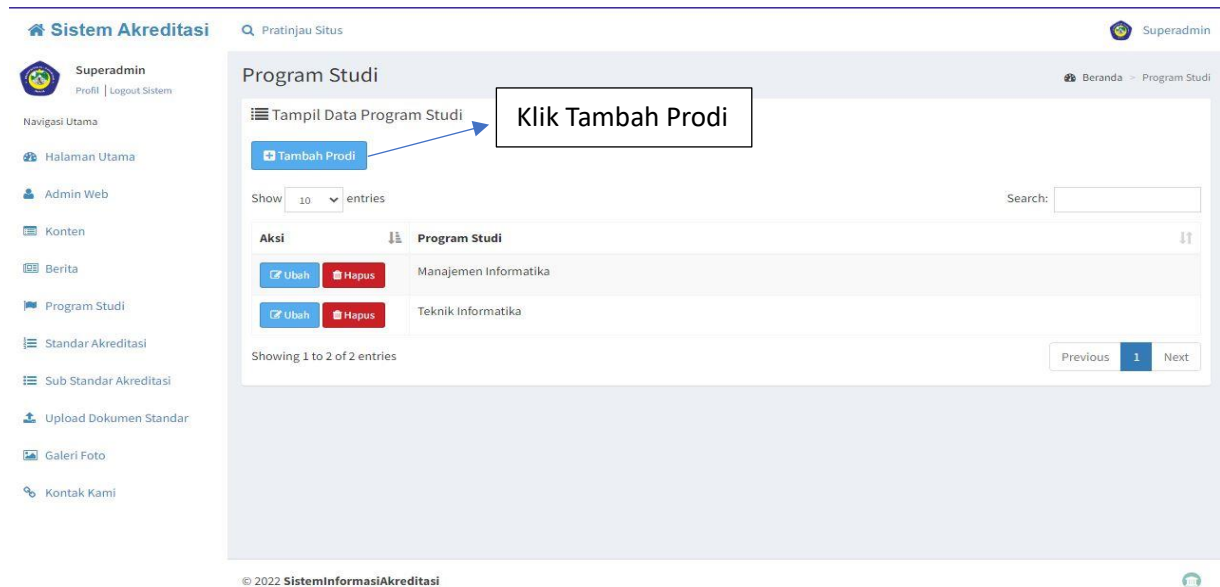 Sistem Akreditasi
Pratinjau Situs
Superadmin
Superadmin
Profil | Logout Sistem
Navigasi Utama
Halaman Utama
Admin Web
Konten
Berita
Program Studi
Standar Akreditasi
Sub Standar Akreditasi
Upload Dokumen Standar
Galeri Foto
Kontak Kami
Program Studi
Beranda > Program Studi
Tampil Data Program Studi
Klik Tambah Prodi
Tambah Prodi
Show 10 entries
Search:
Aksi Program Studi
Ubah Hapus Manajemen Informatika
Ubah Hapus Teknik Informatika
Showing 1 to 2 of 2 entries
Previous 1 Next
© 2022 SistemInformasiAkreditasi